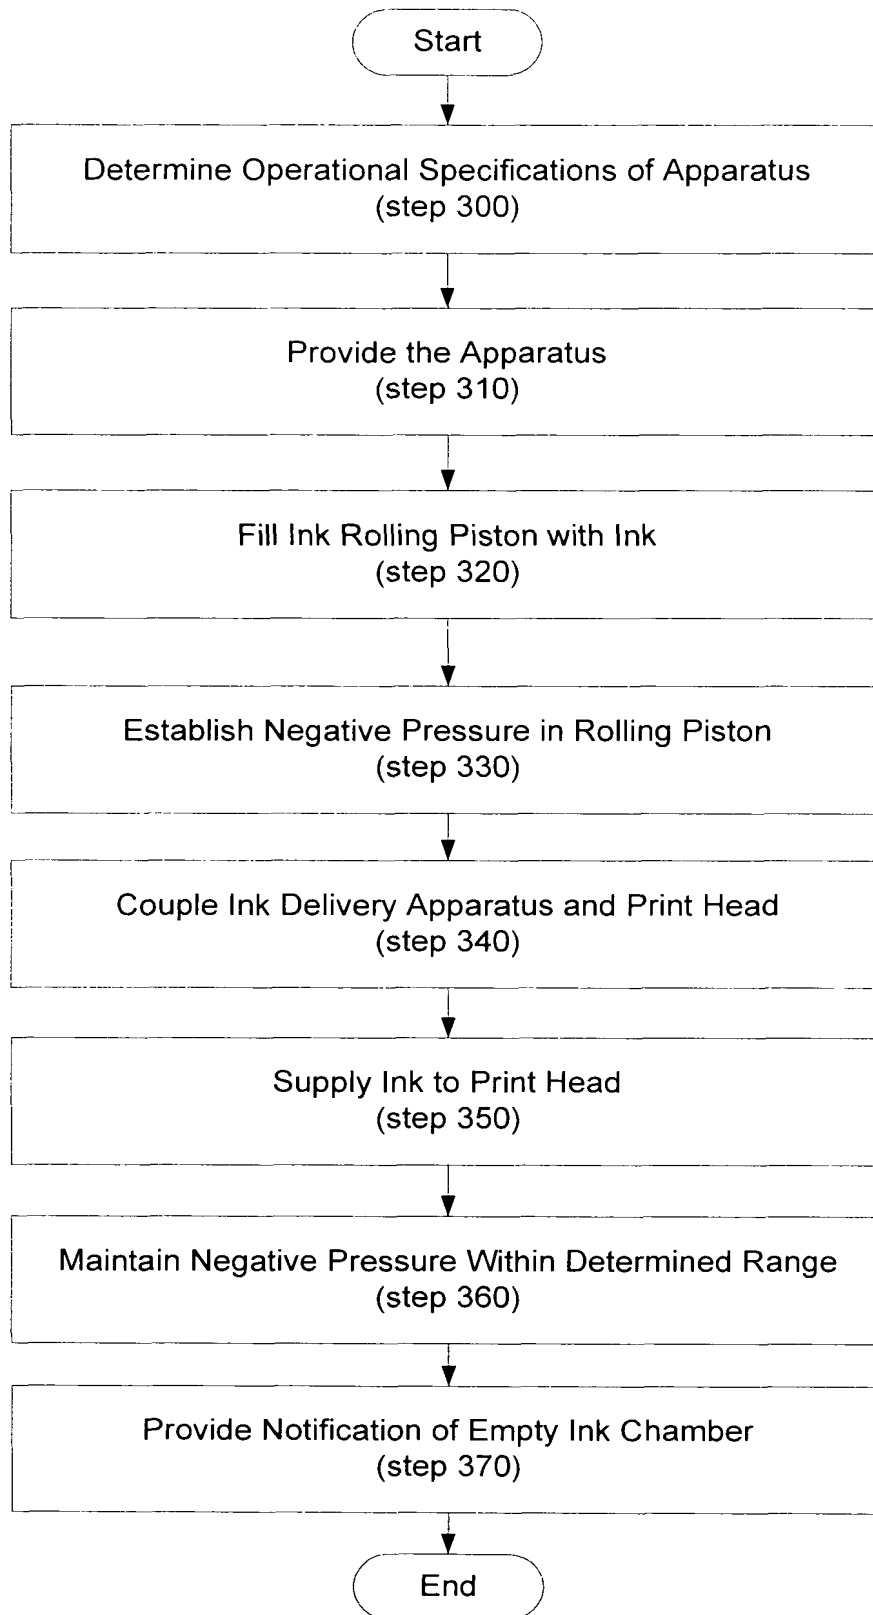 Start
Determine Operational Specifications of Apparatus
(step 300)
Provide the Apparatus
(step 310)
Fill Ink Rolling Piston with Ink
(step 320)
Establish Negative Pressure in Rolling Piston
(step 330)
Couple Ink Delivery Apparatus and Print Head
(step 340)
Supply Ink to Print Head
(step 350)
Maintain Negative Pressure Within Determined Range
(step 360)
Provide Notification of Empty Ink Chamber
(step 370)
End